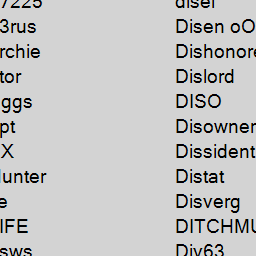 7225 disel
3rus Disen oO
rchie Dishonore
tor Dislord
ggs DISO
pt Disowner
X Dissident
Hunter Distat
e Disverg
IFE DITCHMU
sws Div63